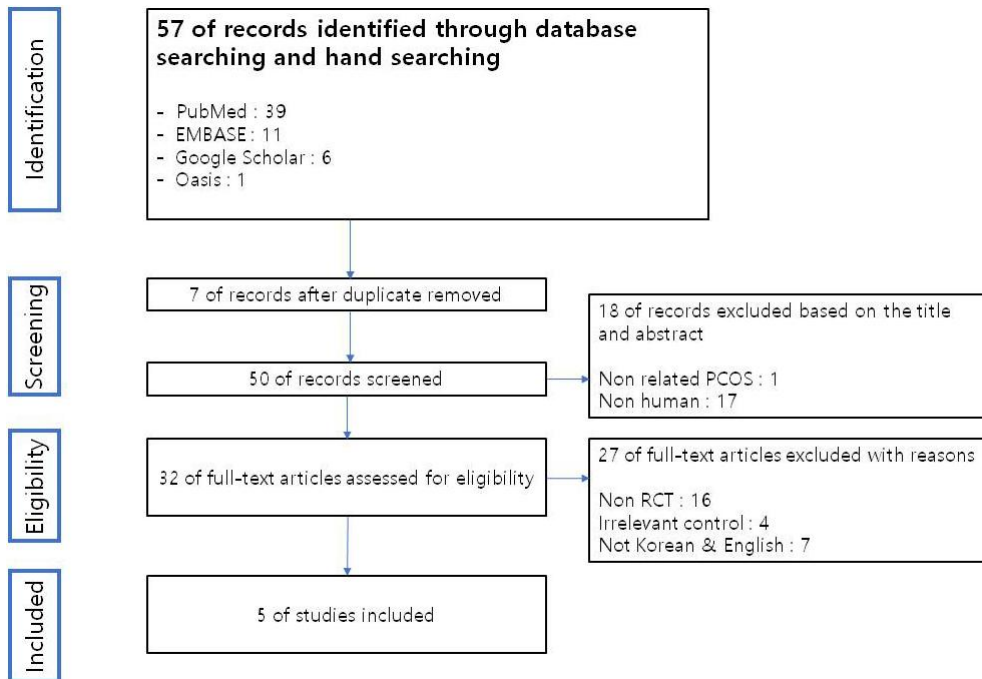 Identification
57 of records identified through database
searching and hand searching
- PubMed : 39
- EMBASE : 11
- Google Scholar : 6
- Oasis : 1
Screening
7 of records after duplicate removed
50 of records screened
18 of records excluded based on the title
and abstract
Non related PCOS : 1
Non human : 17
Eligibility
32 of full-text articles assessed for eligibility
27 of full-text articles excluded with reasons
Non RCT : 16
Irrelevant control : 4
Not Korean & English : 7
Included
5 of studies included